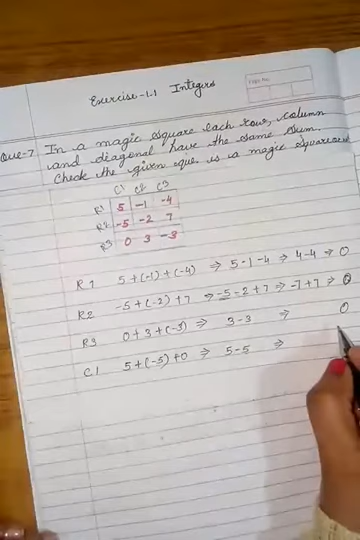 Exercise-1.1 Integers
Page No.
Que-7 In a magic square each row, column
and diagonal have the same sum.
Check the given sque. is a magic square or not
C1 C2 C3
R1 5 -1 -4
R2 -5 -2 7
R3 0 3 -3
R1 5+(-1)+(-4) ⇒ 5-1-4 ⇒ 4-4 ⇒ 0
R2 -5+(-2)+7 ⇒ -5-2+7 ⇒ -7+7 ⇒ 0
R3 0+3+(-3) ⇒ 3-3 ⇒ 0
C1 5+(-5)+0 ⇒ 5-5 ⇒